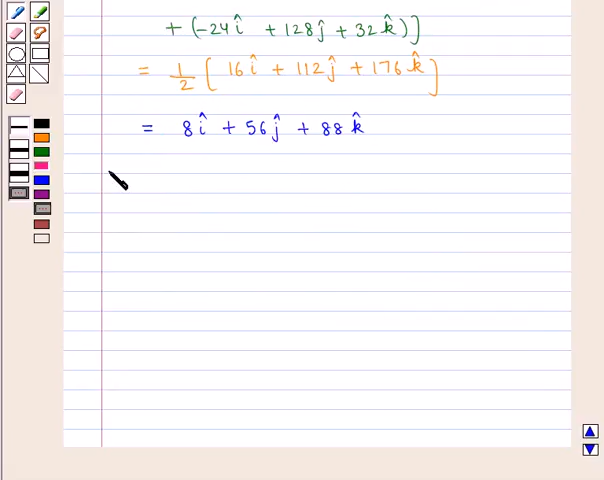 + (-24î + 128ĵ + 32k̂)]
= 1/2 [ 16î + 112ĵ + 176k̂ ]
= 8î + 56ĵ + 88k̂